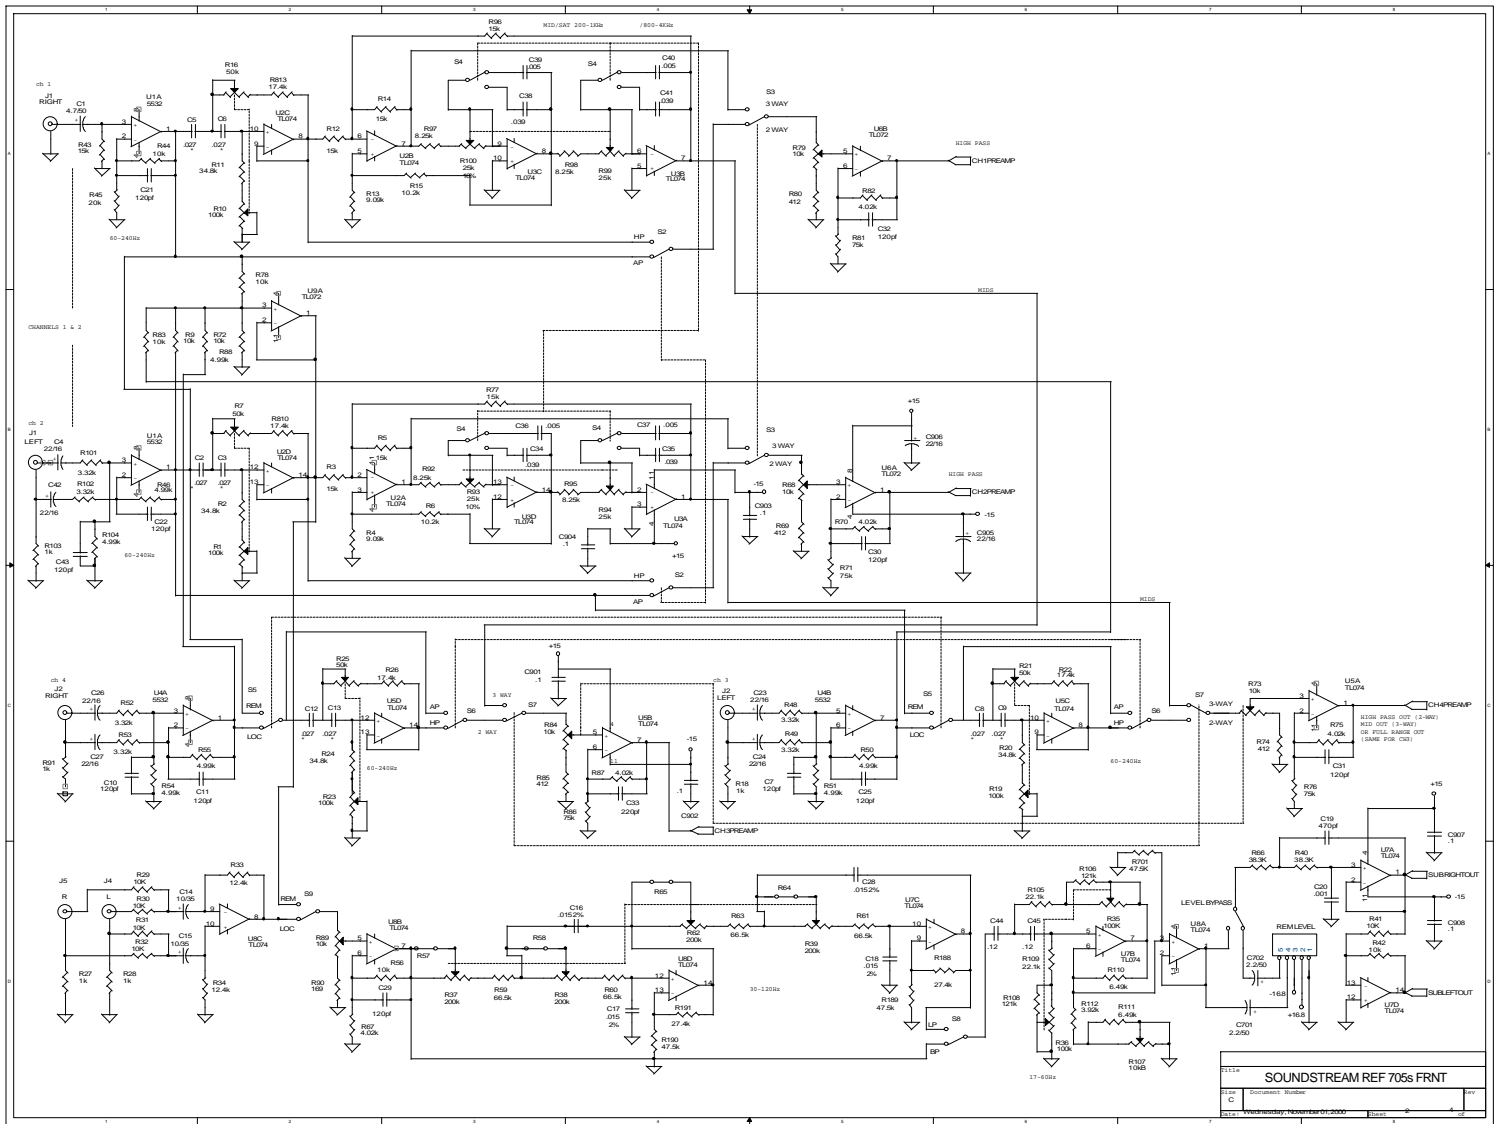 MID/SAT 200-1KHz /800-4KHz
ch 1
J1
RIGHT
C1
4.7/50
R43
15k
U1A
5532
R44
10k
C21
120pf
R45
20k
60-240Hz
C5
.027
C6
.027
R16
50k
R813
17.4k
R11
34.8k
R10
100k
U2C
TL074
R12
15k
R14
15k
R96
15k
U2B
TL074
R13
9.09k
R97
8.25k
R15
10.2k
R100
25k
10%
S4
C39
.005
C38
.039
U3C
TL074
R98
8.25k
R99
25k
S4
C40
.005
C41
.039
U3B
TL074
HP
S2
AP
S3
3 WAY
2 WAY
R79
10k
R80
412
U6B
TL072
R82
4.02k
C32
120pf
R81
75k
HIGH PASS
CH1PREAMP
R78
10k
U9A
TL072
R83
10k
R9
10k
R72
10k
R88
4.99k
CHANNELS 1 & 2
MIDS
ch 2
J1
LEFT
C4
22/16
R101
3.32k
R102
3.32k
C42
22/16
R103
1k
C43
120pf
R104
4.99k
U1A
5532
R46
4.99k
C22
120pf
60-240Hz
C2
.027
C3
.027
R7
50k
R810
17.4k
R2
34.8k
R1
100k
U2D
TL074
R3
15k
R5
15k
R77
15k
U2A
TL074
R4
9.09k
R92
8.25k
R6
10.2k
R93
25k
10%
S4
C36
.005
C34
.039
U3D
TL074
R95
8.25k
R94
25k
S4
C37
.005
C35
.039
U3A
TL074
C904
.1
+15
-15
C903
.1
HP
S2
AP
S3
3 WAY
2 WAY
R68
10k
R69
412
U6A
TL072
+15
C906
22/16
R70
4.02k
C30
120pf
R71
75k
-15
C905
22/16
HIGH PASS
CH2PREAMP
MIDS
ch 4
J2
RIGHT
C26
22/16
R52
3.32k
R53
3.32k
C27
22/16
R91
1k
C10
120pf
R54
4.99k
U4A
5532
R55
4.99k
C11
120pf
S5
REM
LOC
C12
.027
C13
.027
R25
50k
R26
17.4k
R24
34.8k
R23
100k
U5D
TL074
60-240Hz
AP
HP
S6
3 WAY
2 WAY
S7
C901
.1
+15
R84
10k
R85
412
U5B
TL074
R87
4.02k
C33
220pf
R86
75k
-15
.1
C902
CH3PREAMP
ch 3
J2
LEFT
C23
22/16
R48
3.32k
R49
3.32k
C24
22/16
R18
1k
C7
120pf
R51
4.99k
U4B
5532
R50
4.99k
C25
120pf
S5
REM
LOC
C8
.027
C9
.027
R21
50k
R22
17.4k
R20
34.8k
R19
100k
U5C
TL074
60-240Hz
AP
HP
S6
S7
3-WAY
2-WAY
R73
10k
R74
412
U5A
TL074
R75
4.02k
C31
120pf
R76
75k
CH4PREAMP
HIGH PASS OUT (2-WAY)
MID OUT (3-WAY)
OR FULL RANGE OUT
(SAME FOR CH3)
J5
R
J4
L
R29
10K
R30
10K
R31
10K
R32
10K
C14
10/35
C15
10/35
R27
1k
R28
1k
R33
12.4k
U8C
TL074
R34
12.4k
REM
S9
LOC
R89
10k
R90
169
U8B
TL074
R56
10k
C29
120pf
R67
4.02k
R57
R37
200k
R59
66.5k
R58
R38
200k
C16
.015 2%
R60
66.5k
C17
.015
2%
R65
R62
200k
U8D
TL074
R191
27.4k
R190
47.5k
R63
66.5k
R64
R39
200k
C28
.015 2%
R61
66.5k
C18
.015
2%
30-120Hz
U7C
TL074
R188
27.4k
R189
47.5k
LP
BP
S8
C44
.12
C45
.12
R105
22.1k
R106
121k
R35
100K
R109
22.1k
R108
121k
R36
100k
17-60Hz
U7B
TL074
R110
6.49k
R112
3.92k
R111
6.49k
R107
10kB
R701
47.5K
U8A
TL074
LEVEL BYPASS
C702
2.2/50
C701
2.2/50
REM LEVEL
5 4 3 2 1
-16.8
+16.8
R66
38.3K
R40
38.3K
C19
470pf
C20
.001
U7A
TL074
+15
C907
.1
-15
C908
.1
SUBRIGHTOUT
R41
10K
R42
10k
U7D
TL074
SUBLEFTOUT
Title
SOUNDSTREAM REF 705s FRNT
Size
C
Document Number
Rev
Date:
Wednesday, November 01, 2000
Sheet
2
4
of